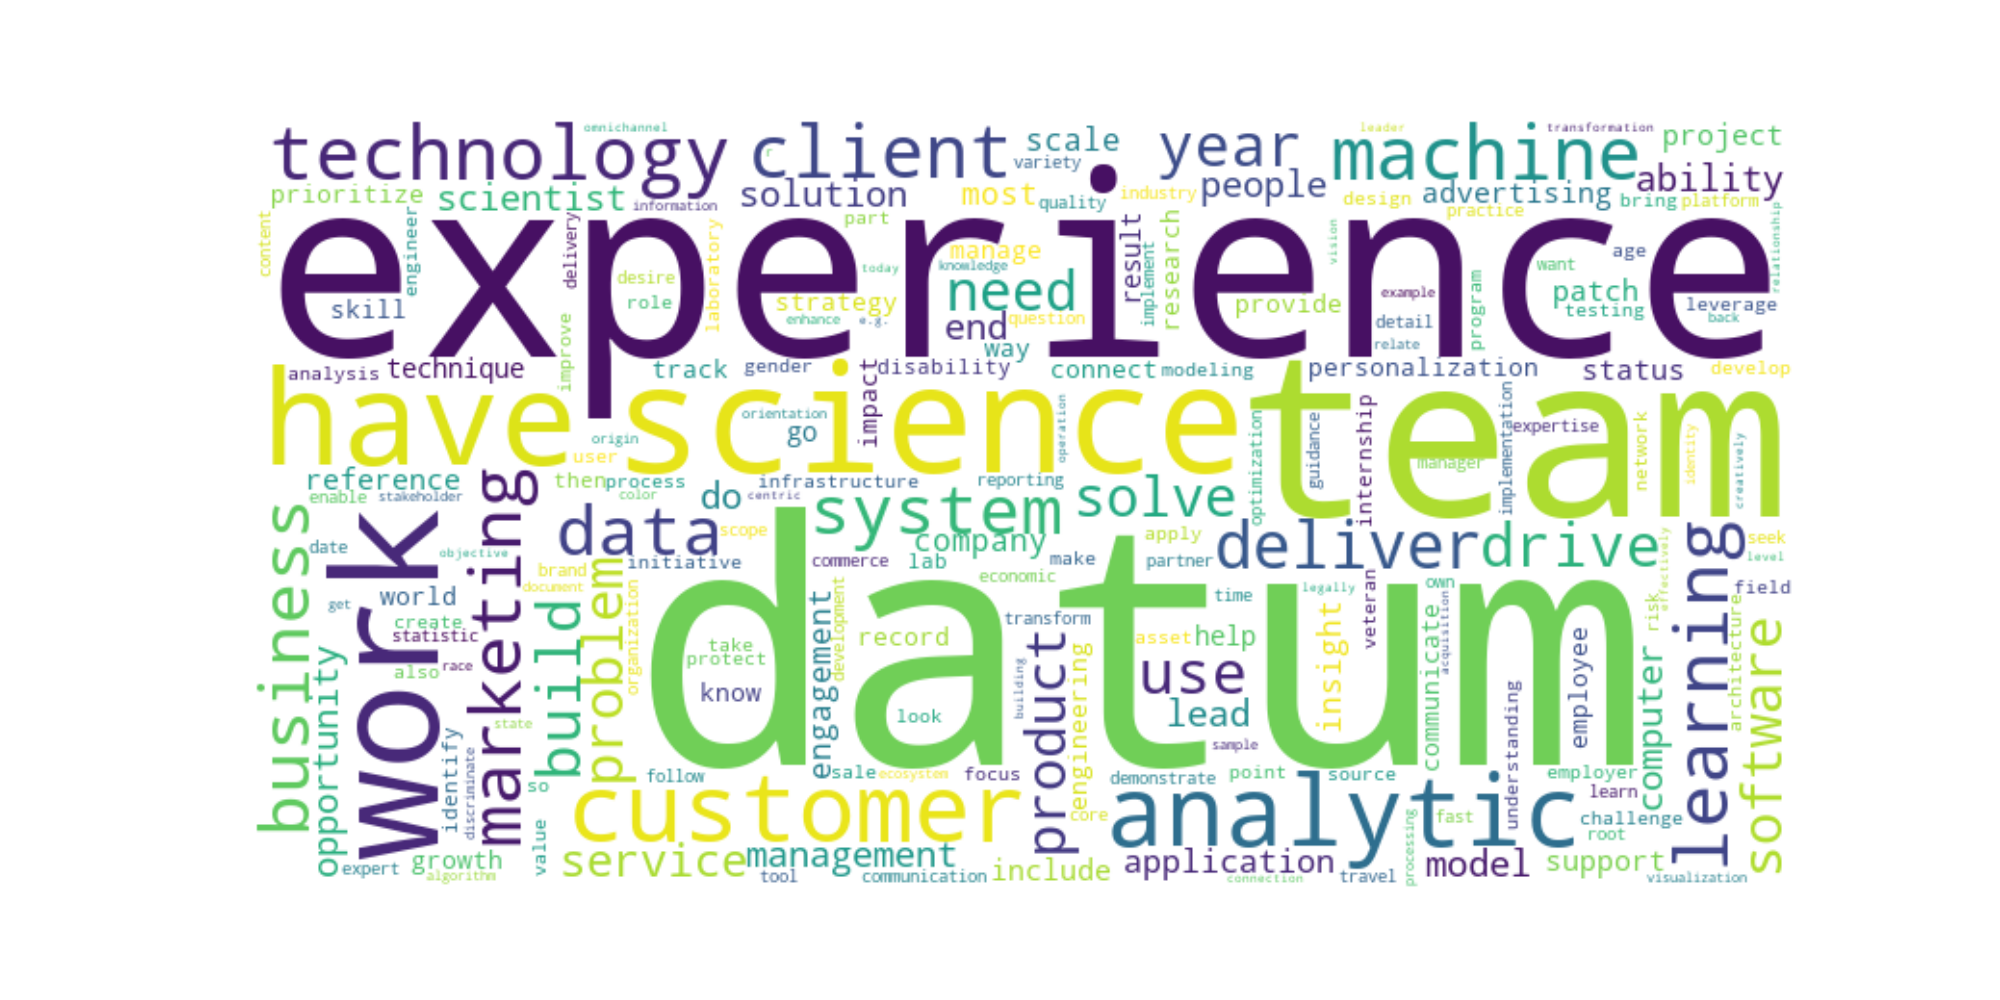 omnichannel
leader
transformation
technology
client
scale
year
machine
project
r
variety
prioritize
scientist
information
solution
most
quality
industry
people
design
advertising
practice
ability
bring
platform
content
engineer
delivery
laboratory
part
manage
knowledge
result
implement
research
vision
age
relationship
experience
skill
desire
role
today
strategy
enhance
e.g.
need
end
question
way
provide
example
detail
relate
program
want
patch
testing
leverage
back
analysis
technique
improve
track
gender
impact
disability
connect
modeling
personalization
status
develop
have
science
team
origin
user
orientation
go
operation
optimization
guidance
internship
implementation
expertise
manager
network
identity
creatively
reference
enable
stakeholder
then
process
color
do
centric
infrastructure
reporting
system
solve
business
work
marketing
data
scope
company
apply
deliver
drive
learning
seek
level
date
objective
brand
document
initiative
commerce
lab
economic
make
partner
effectively
field
get
world
create
statistic
also
race
build
problem
organization
datum
take
protect
know
engagement
development
record
look
building
transform
product
engineering
asset
help
time
use
lead
sample
legally
insight
veteran
own
communicate
acquisition
understanding
employee
risk
computer
architecture
software
opportunity
state
identify
discriminate
so
value
follow
sale
ecosystem
focus
demonstrate
point
source
employer
learn
customer
core
analytic
processing
fast
challenge
root
expert
growth
algorithm
service
management
tool
communication
include
application
connection
travel
model
support
visualization